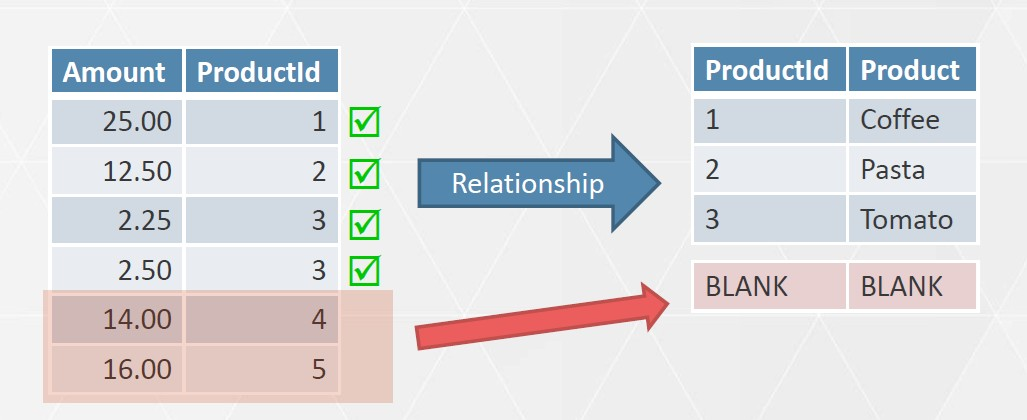 Amount ProductId
25.00 1
12.50 2
2.25 3
2.50 3
14.00 4
16.00 5
Relationship
ProductId Product
1 Coffee
2 Pasta
3 Tomato
BLANK BLANK